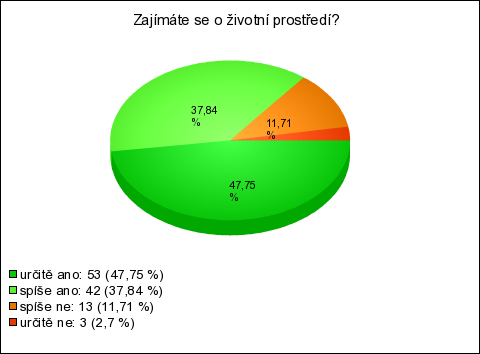 Zajímáte se o životní prostředí?
37,84
%
11,71
%
47,75
%
určitě ano: 53 (47,75 %)
spíše ano: 42 (37,84 %)
spíše ne: 13 (11,71 %)
určitě ne: 3 (2,7 %)